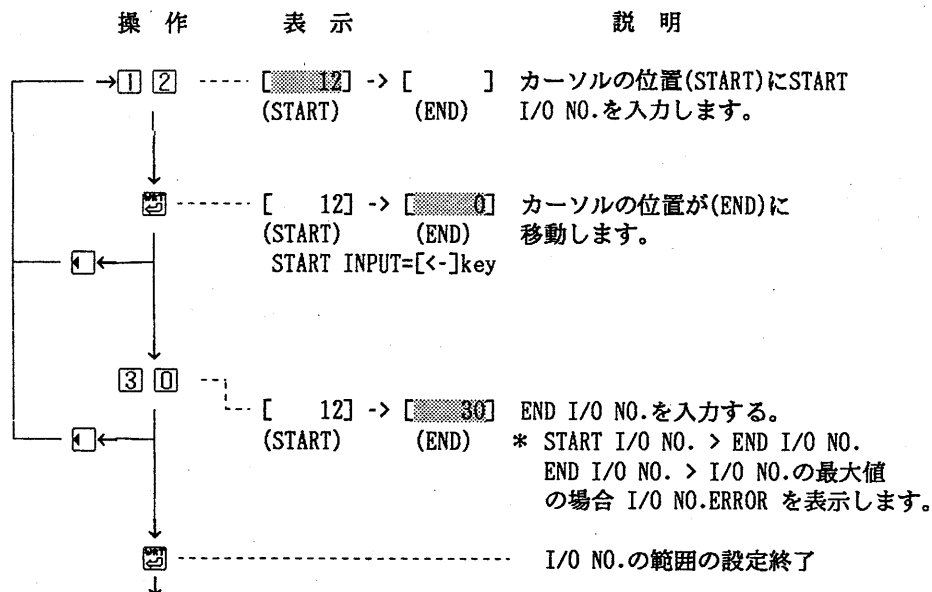 操 作 表 示 説 明
→1 2 [ 12] -> [ ] カーソルの位置(START)にSTART
(START) (END) I/O NO.を入力します。
[ 12] -> [ 0] カーソルの位置が(END)に
(START) (END) 移動します。
START INPUT=[<-]key
3 0
[ 12] -> [ 30] END I/O NO.を入力する。
(START) (END) * START I/O NO. > END I/O NO.
END I/O NO. > I/O NO.の最大値
の場合 I/O NO.ERROR を表示します。
I/O NO.の範囲の設定終了